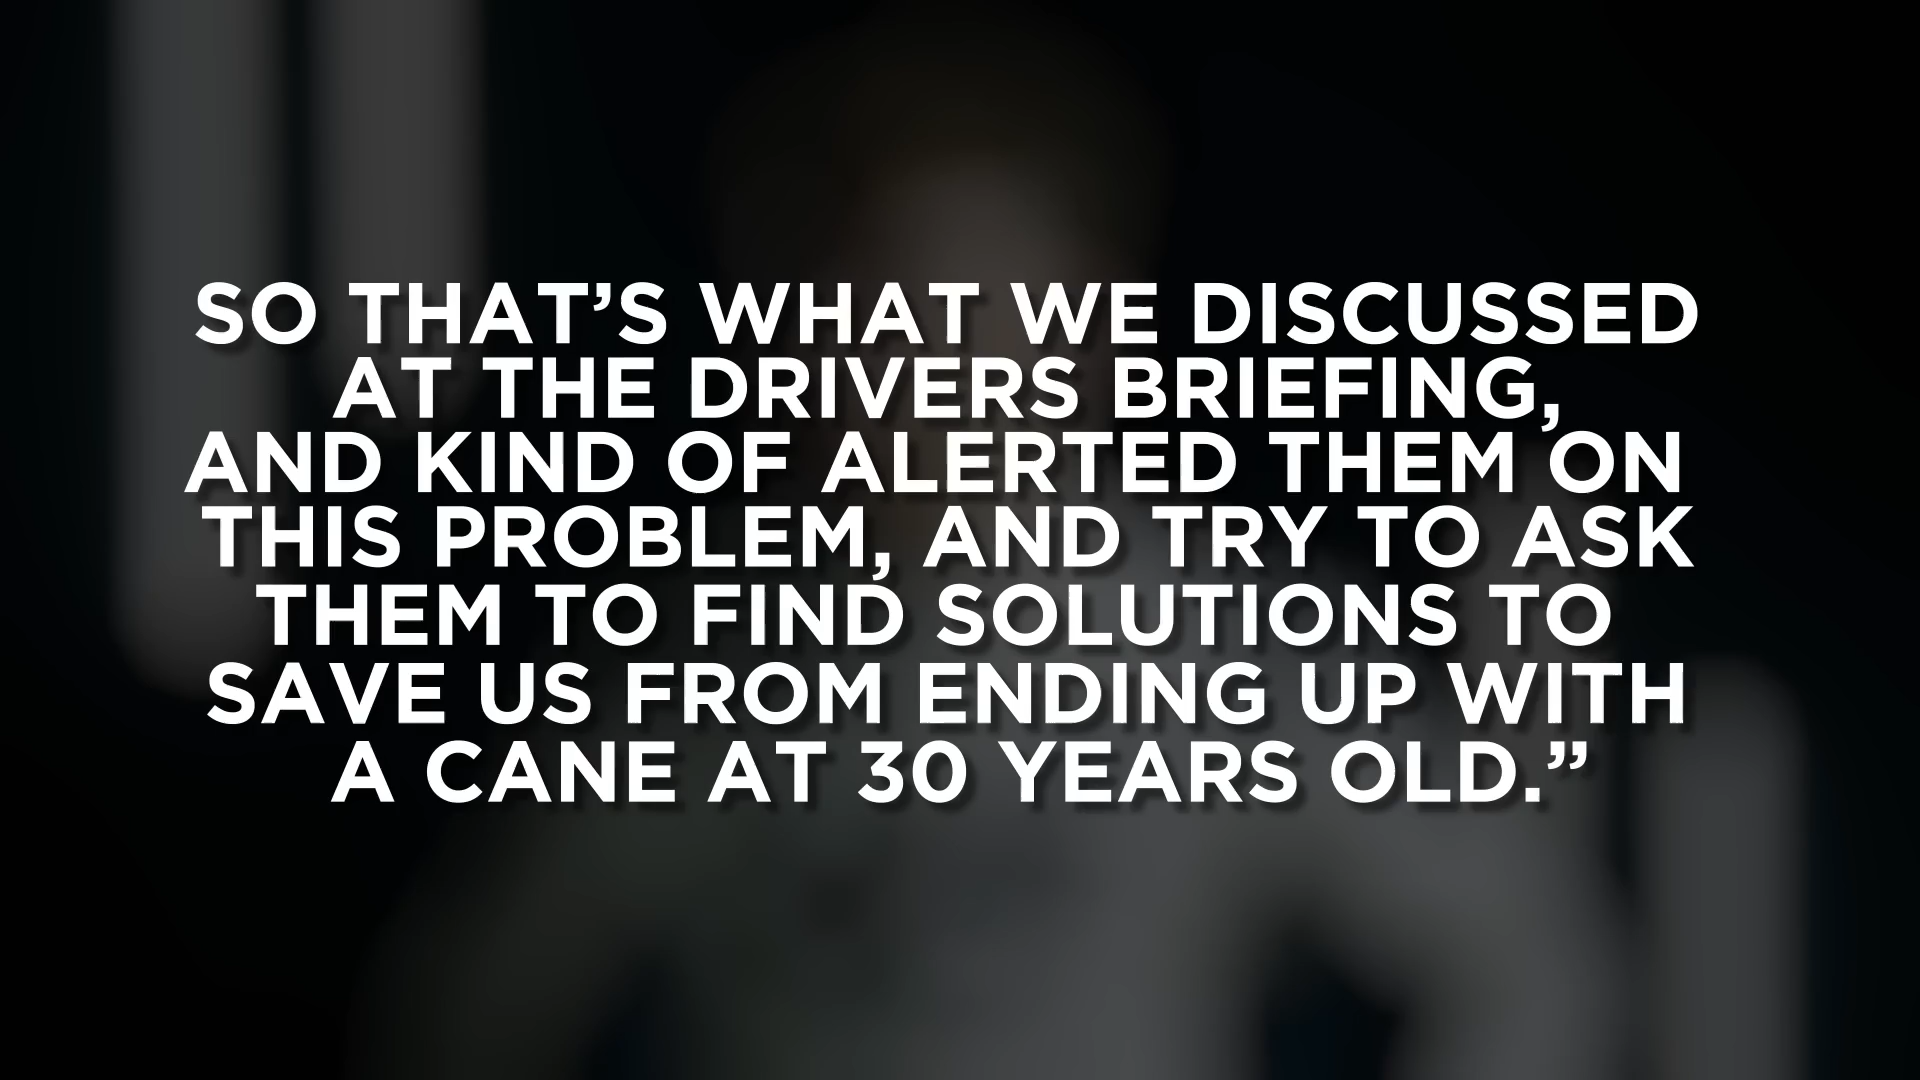 SO THAT’S WHAT WE DISCUSSED
AT THE DRIVERS BRIEFING,
AND KIND OF ALERTED THEM ON
THIS PROBLEM, AND TRY TO ASK
THEM TO FIND SOLUTIONS TO
SAVE US FROM ENDING UP WITH
A CANE AT 30 YEARS OLD.”